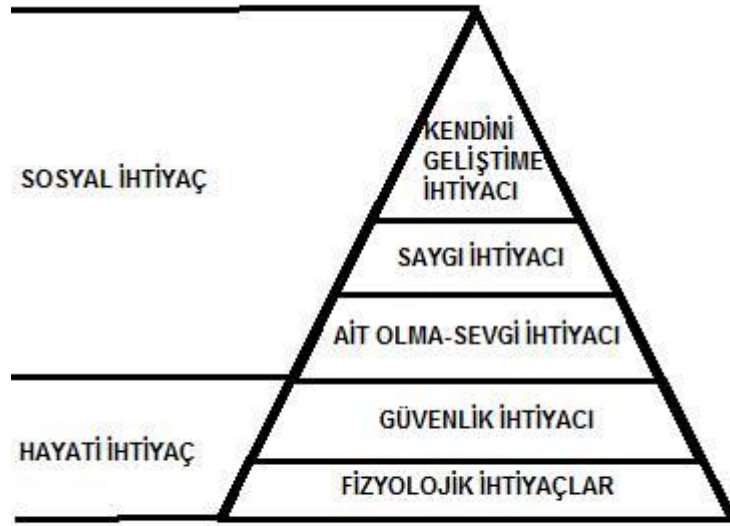 KENDİNİ
GELİŞTİME
İHTİYACI
SOSYAL İHTİYAÇ
SAYGI İHTİYACI
AİT OLMA-SEVGİ İHTİYACI
GÜVENLİK İHTİYACI
HAYATİ İHTİYAÇ
FİZYOLOJİK İHTİYAÇLAR